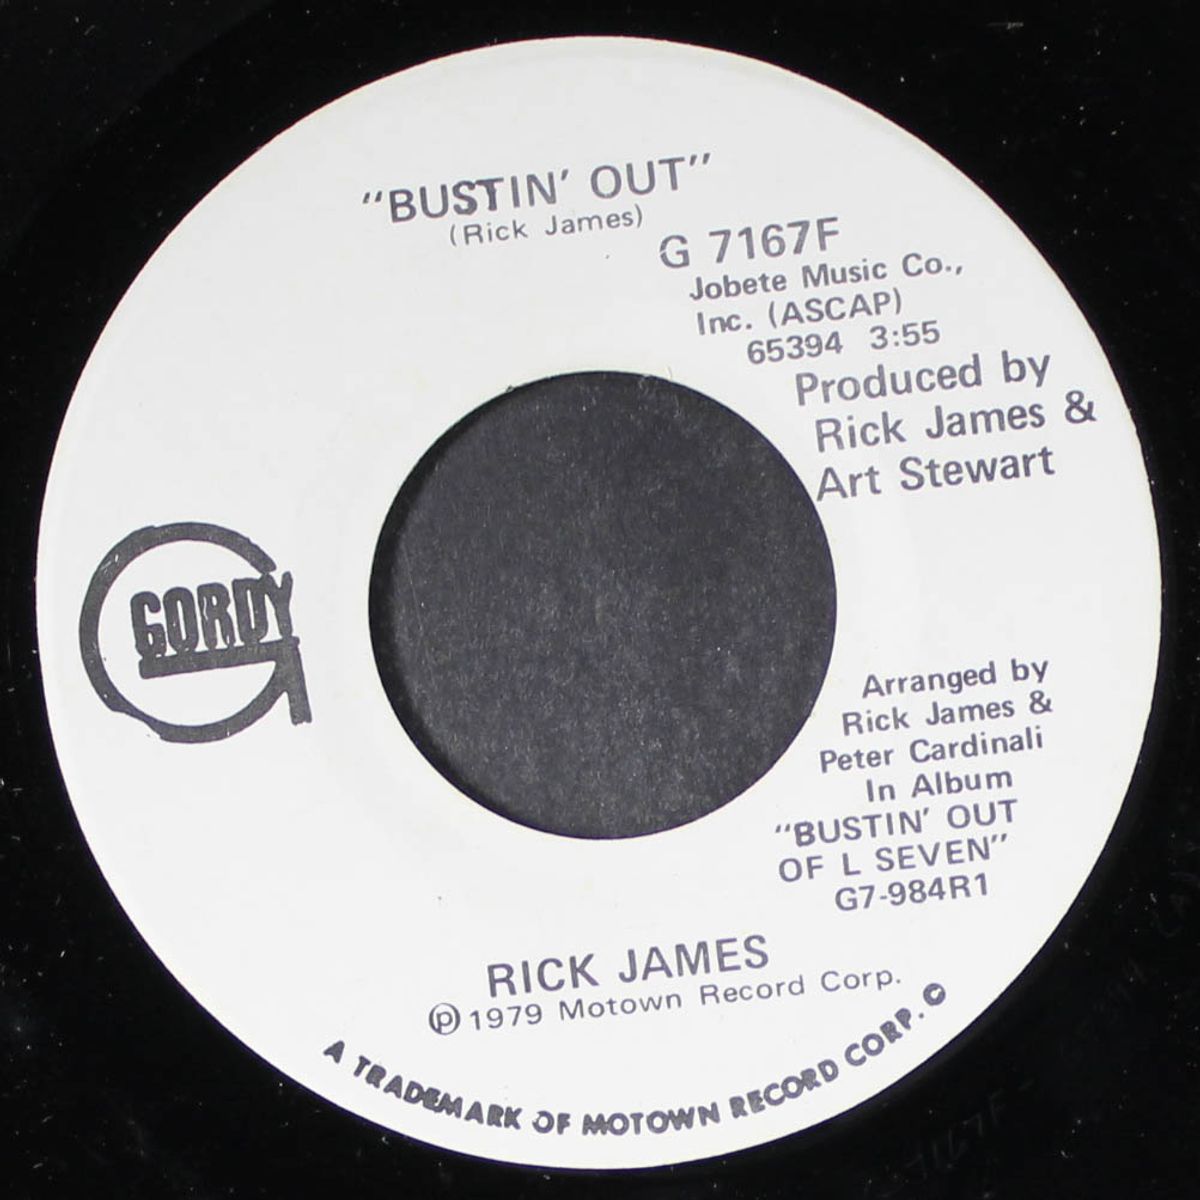 "BUSTIN' OUT"
(Rick James)
G 7167F
Jobete Music Co.,
Inc. (ASCAP)
65394 3:55
Produced by
Rick James &
Art Stewart
GORDY
Arranged by
Rick James &
Peter Cardinali
In Album
"BUSTIN' OUT
OF L SEVEN"
G7-984R1
RICK JAMES
℗ 1979 Motown Record Corp.
A TRADEMARK OF MOTOWN RECORD CORP. ©
7167F